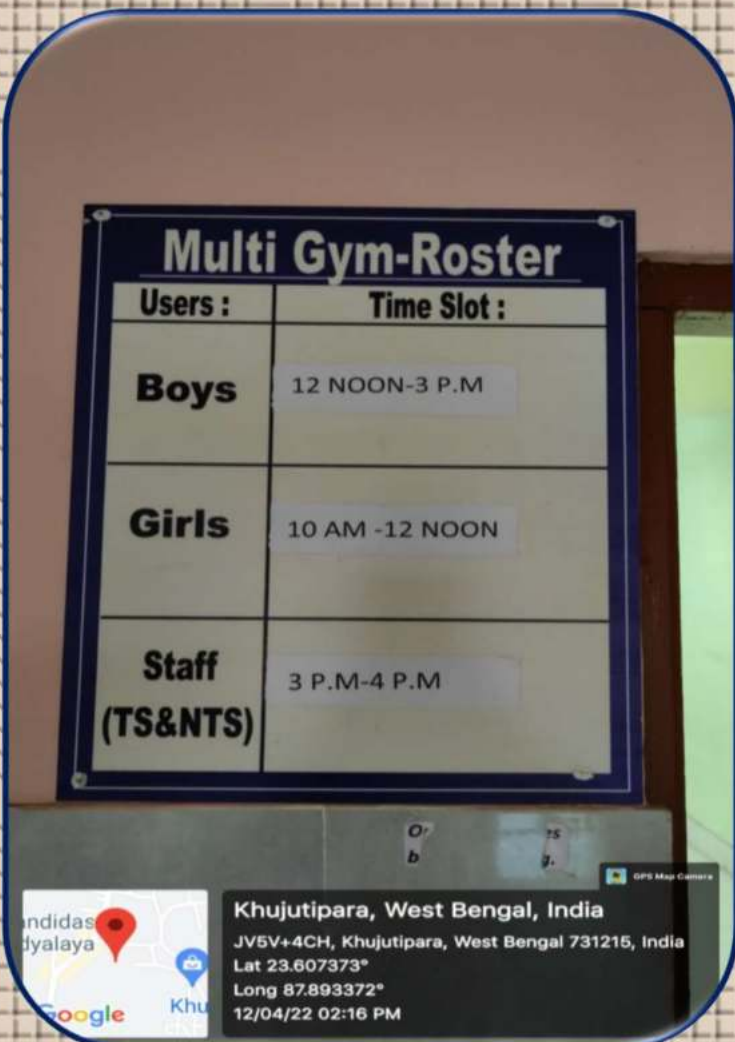 Multi Gym-Roster
Users : Time Slot :
Boys 12 NOON-3 P.M
Girls 10 AM -12 NOON
Staff
(TS&NTS) 3 P.M-4 P.M
GPS Map Camera
Khujutipara, West Bengal, India
JV5V+4CH, Khujutipara, West Bengal 731215, India
Lat 23.607373°
Long 87.893372°
12/04/22 02:16 PM
Google
Khu